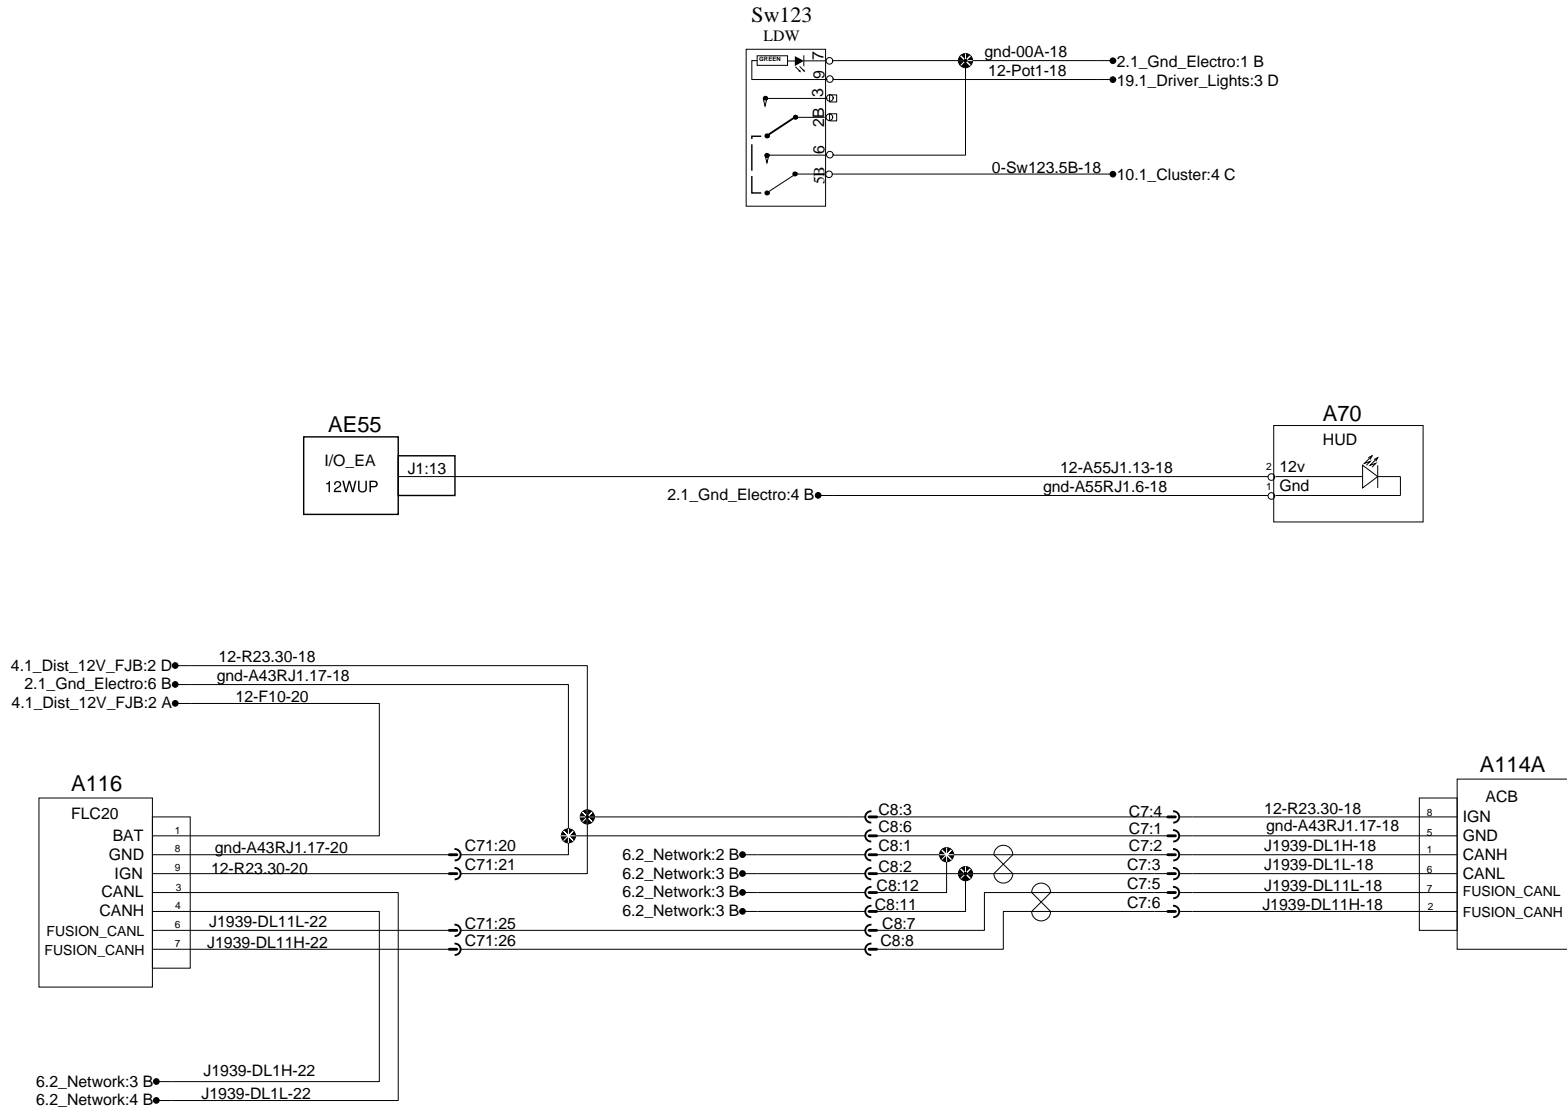 Sw123
LDW
GREEN
7
9
3
2B
6
5B
gnd-00A-18
2.1_Gnd_Electro:1 B
12-Pot1-18
19.1_Driver_Lights:3 D
0-Sw123.5B-18
10.1_Cluster:4 C
AE55
I/O_EA
12WUP
J1:13
12-A55J1.13-18
2.1_Gnd_Electro:4 B
gnd-A55RJ1.6-18
A70
HUD
2
12v
1
Gnd
4.1_Dist_12V_FJB:2 D
12-R23.30-18
2.1_Gnd_Electro:6 B
gnd-A43RJ1.17-18
4.1_Dist_12V_FJB:2 A
12-F10-20
A116
FLC20
BAT
1
GND
8
gnd-A43RJ1.17-20
C71:20
IGN
9
12-R23.30-20
C71:21
CANL
3
CANH
4
FUSION_CANL
6
J1939-DL11L-22
C71:25
FUSION_CANH
7
J1939-DL11H-22
C71:26
6.2_Network:3 B
J1939-DL1H-22
6.2_Network:4 B
J1939-DL1L-22
C8:3
C8:6
6.2_Network:2 B
C8:1
6.2_Network:3 B
C8:2
6.2_Network:3 B
C8:12
6.2_Network:3 B
C8:11
C8:7
C8:8
C7:4
12-R23.30-18
C7:1
gnd-A43RJ1.17-18
C7:2
J1939-DL1H-18
C7:3
J1939-DL1L-18
C7:5
J1939-DL11L-18
C7:6
J1939-DL11H-18
A114A
ACB
8
IGN
5
GND
1
CANH
6
CANL
7
FUSION_CANL
2
FUSION_CANH